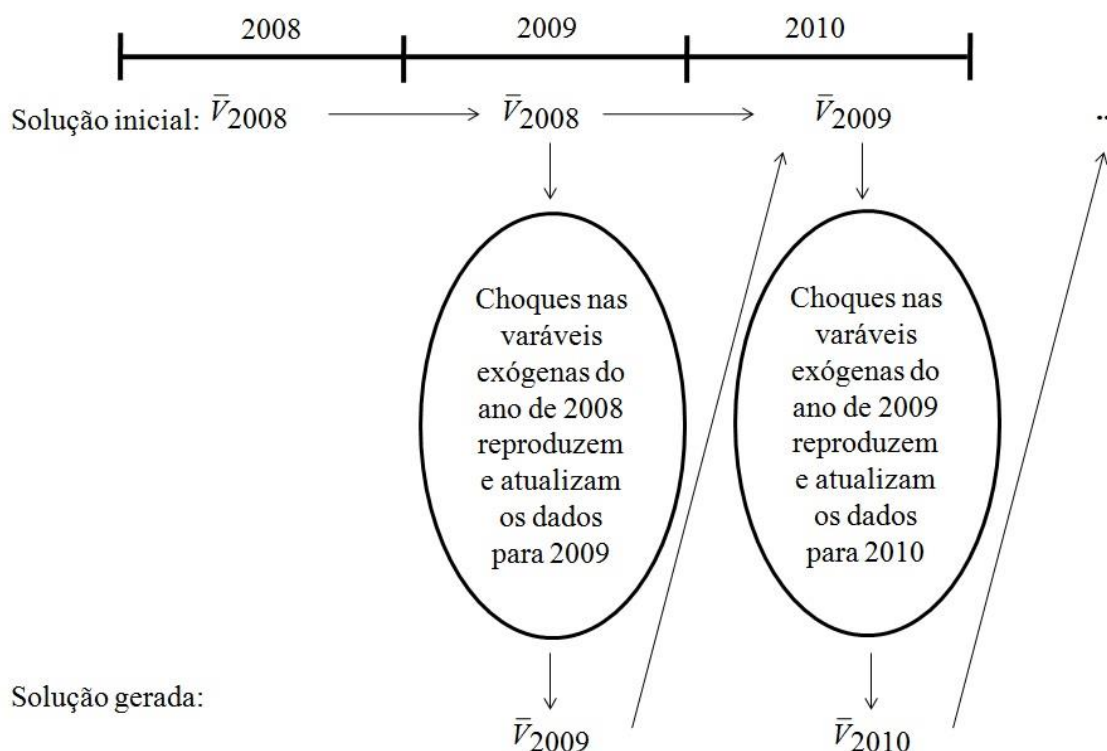 2008 2009 2010
Solução inicial: V̅2008 V̅2008 V̅2009 ..
Choques nas
varáveis
exógenas do
ano de 2008
reproduzem
e atualizam
os dados
para 2009
Choques nas
varáveis
exógenas do
ano de 2009
reproduzem
e atualizam
os dados
para 2010
Solução gerada:
V̅2009 V̅2010